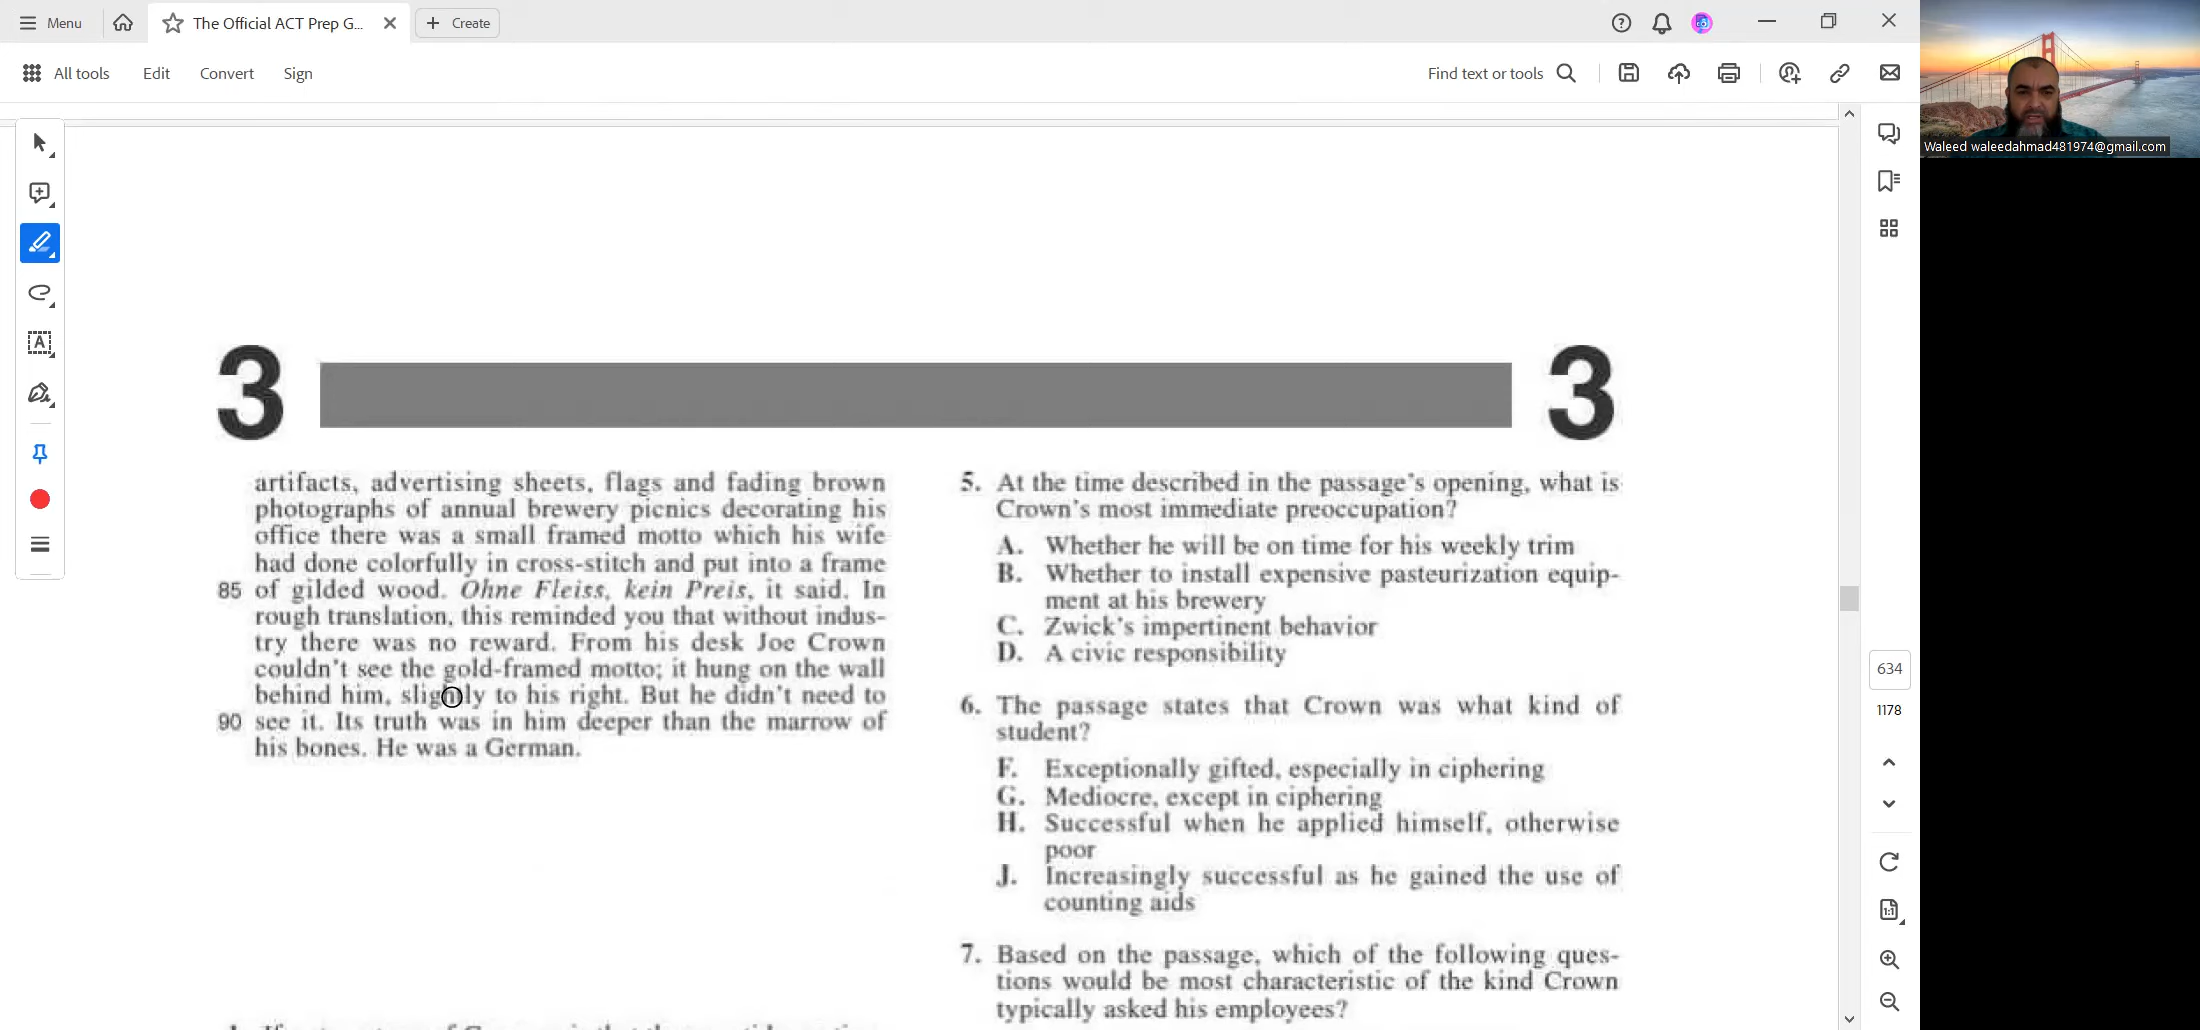 Menu
The Official ACT Prep G...
Create
All tools
Edit
Convert
Sign
Find text or tools
Waleed waleedahmad481974@gmail.com
3
3
artifacts, advertising sheets, flags and fading brown
photographs of annual brewery picnics decorating his
office there was a small framed motto which his wife
had done colorfully in cross-stitch and put into a frame
85 of gilded wood. Ohne Fleiss, kein Preis, it said. In
rough translation, this reminded you that without indus-
try there was no reward. From his desk Joe Crown
couldn't see the gold-framed motto; it hung on the wall
behind him, slightly to his right. But he didn't need to
90 see it. Its truth was in him deeper than the marrow of
his bones. He was a German.
5. At the time described in the passage's opening, what is
Crown's most immediate preoccupation?
A. Whether he will be on time for his weekly trim
B. Whether to install expensive pasteurization equip-
ment at his brewery
C. Zwick's impertinent behavior
D. A civic responsibility
6. The passage states that Crown was what kind of
student?
F. Exceptionally gifted, especially in ciphering
G. Mediocre, except in ciphering
H. Successful when he applied himself, otherwise
poor
J. Increasingly successful as he gained the use of
counting aids
7. Based on the passage, which of the following ques-
tions would be most characteristic of the kind Crown
typically asked his employees?
634
1178